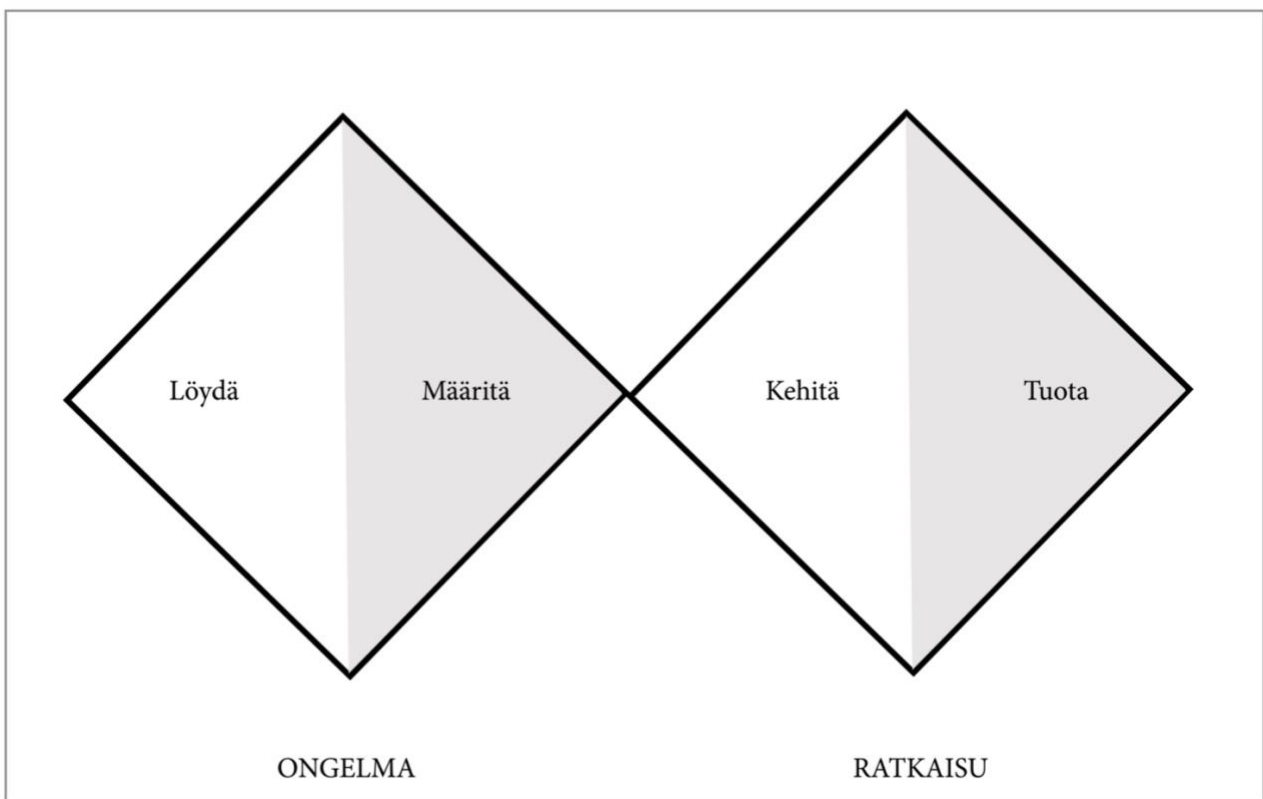 Löydä
Määritä
Kehitä
Tuota
ONGELMA
RATKAISU